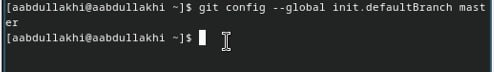 [aabdullakhi@aabdullakhi ~]$ git config --global init.defaultBranch mast
er
[aabdullakhi@aabdullakhi ~]$